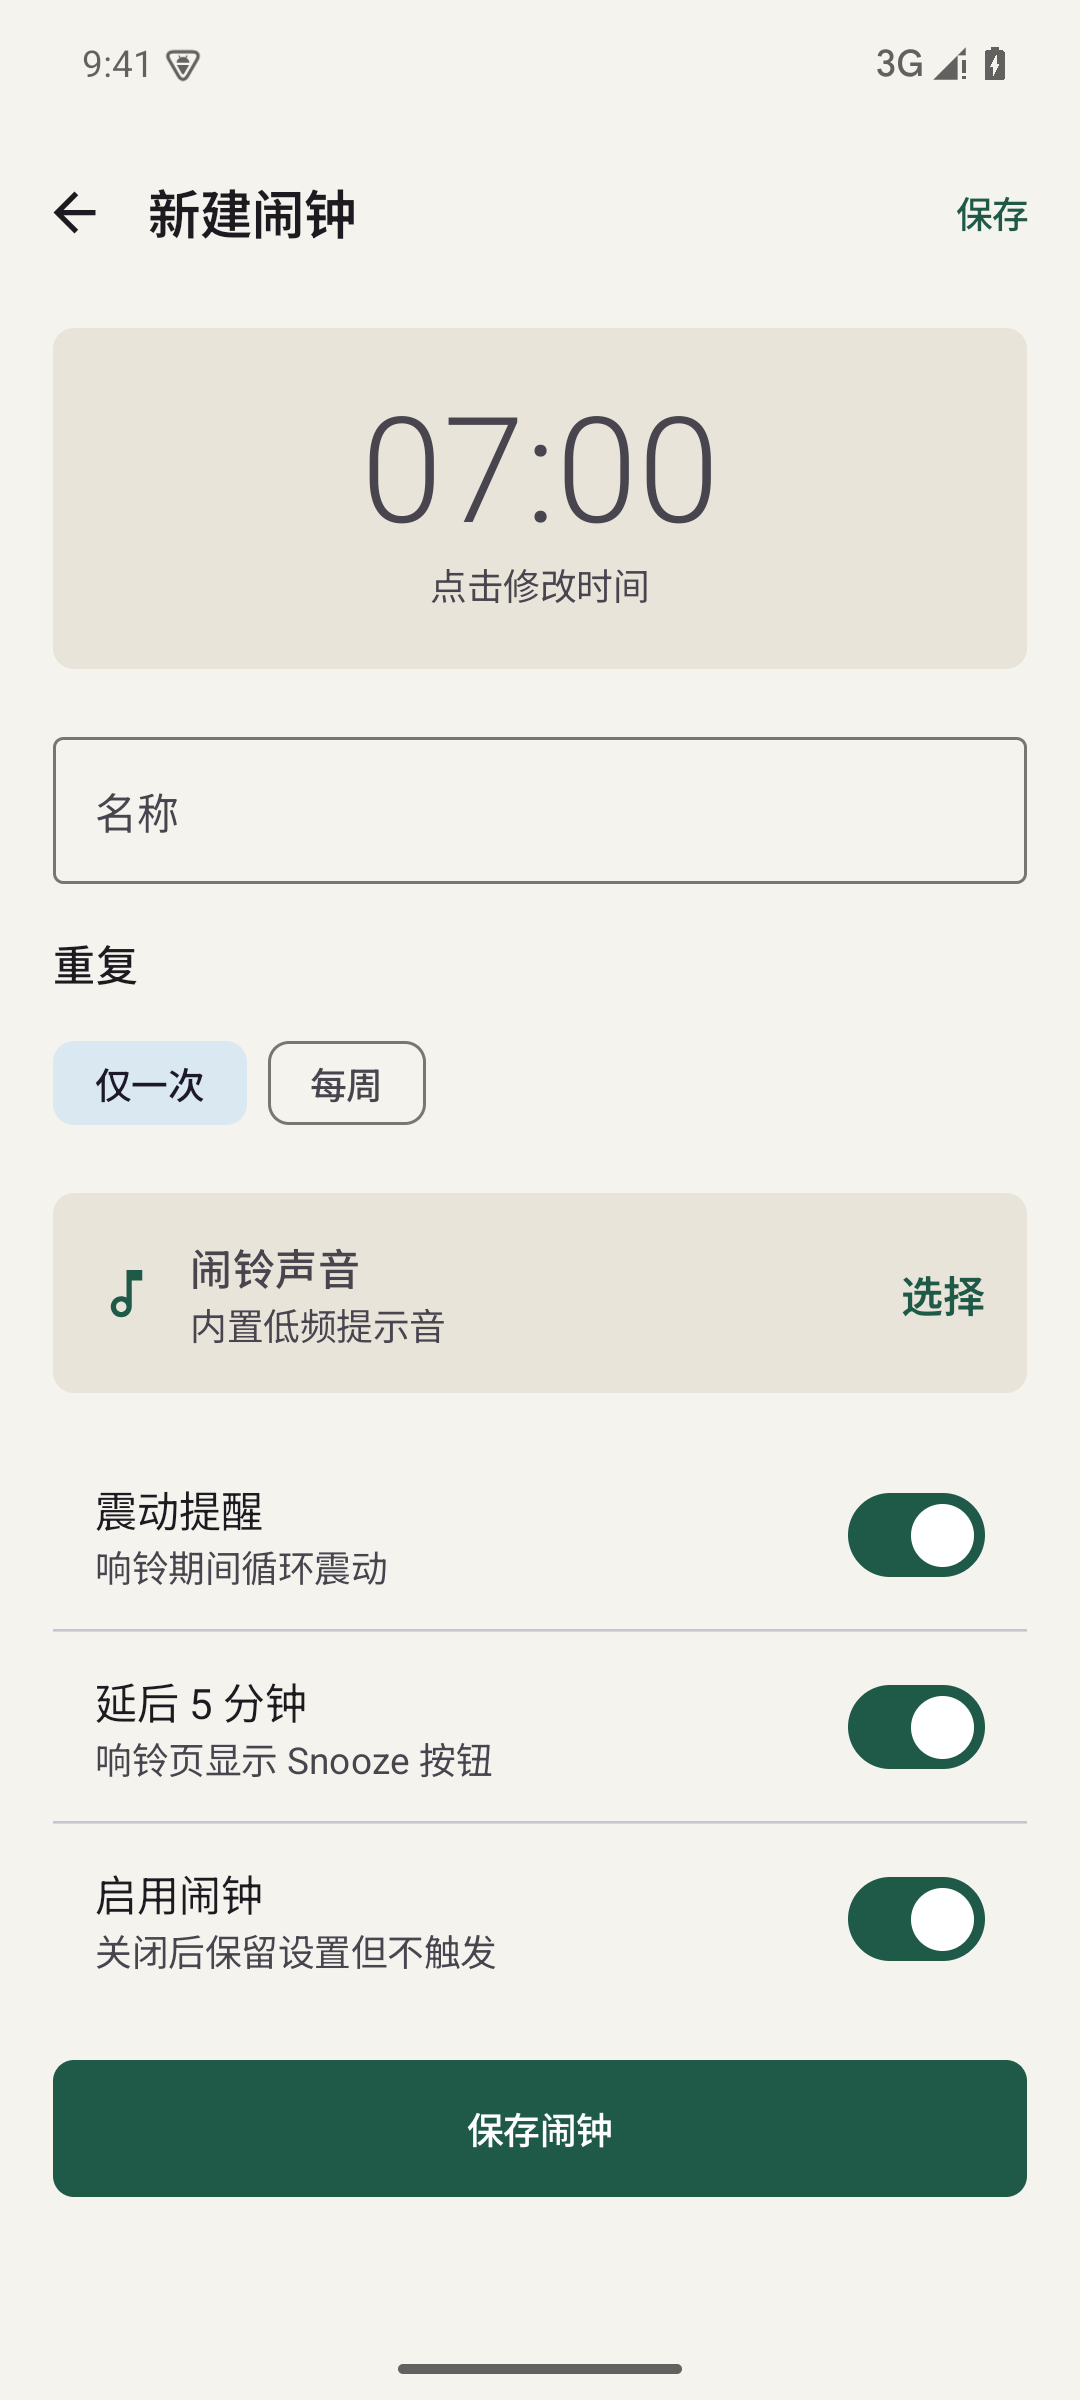 9:41
3G
新建闹钟
保存
07:00
点击修改时间
名称
重复
仅一次
每周
闹铃声音
内置低频提示音
选择
震动提醒
响铃期间循环震动
延后 5 分钟
响铃页显示 Snooze 按钮
启用闹钟
关闭后保留设置但不触发
保存闹钟